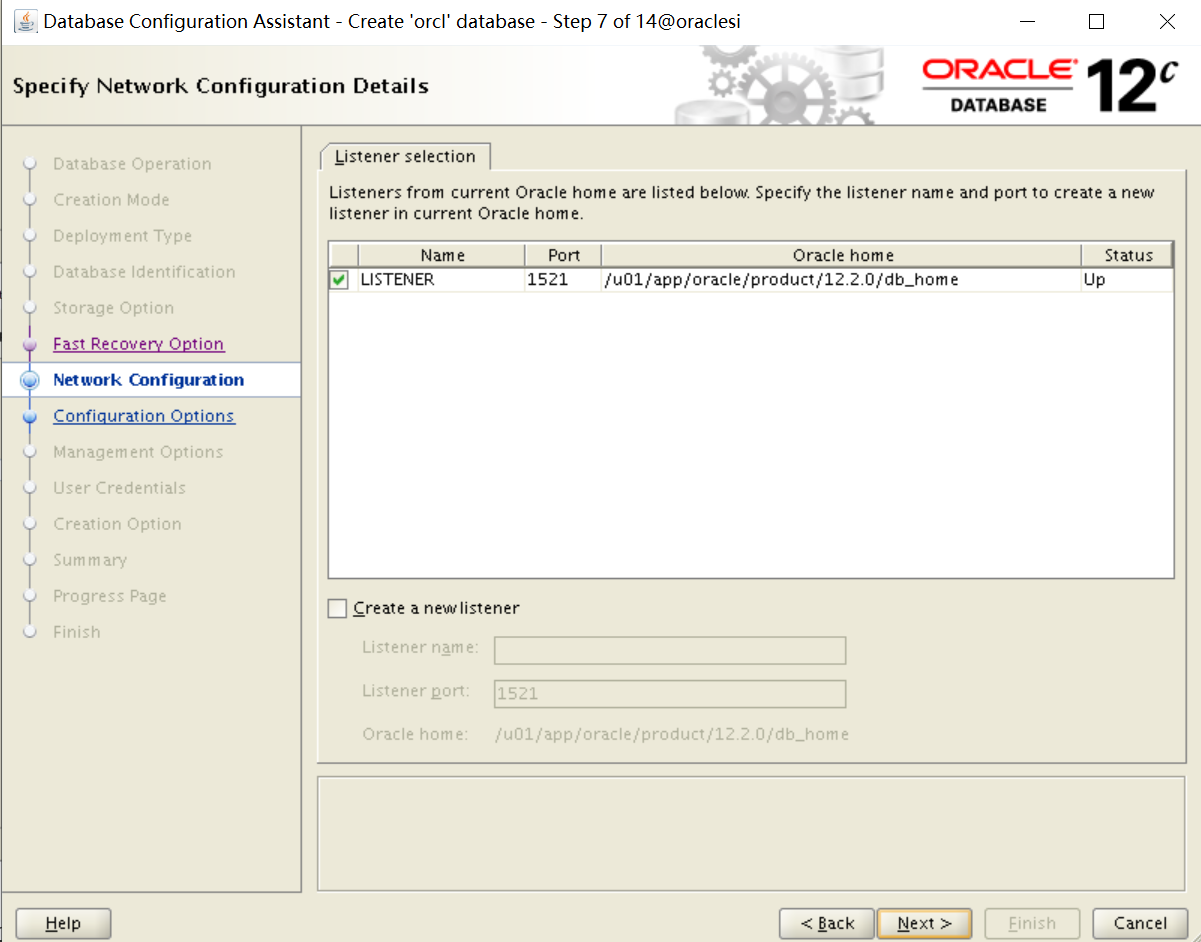 Database Configuration Assistant - Create 'orcl' database - Step 7 of 14@oraclesi
Specify Network Configuration Details
ORACLE
DATABASE
12c
Database Operation
Creation Mode
Deployment Type
Database Identification
Storage Option
Fast Recovery Option
Network Configuration
Configuration Options
Management Options
User Credentials
Creation Option
Summary
Progress Page
Finish
Listener selection
Listeners from current Oracle home are listed below. Specify the listener name and port to create a new
listener in current Oracle home.
Name Port Oracle home Status
LISTENER 1521 /u01/app/oracle/product/12.2.0/db_home Up
Create a new listener
Listener name:
Listener port: 1521
Oracle home: /u01/app/oracle/product/12.2.0/db_home
Help < Back Next > Finish Cancel